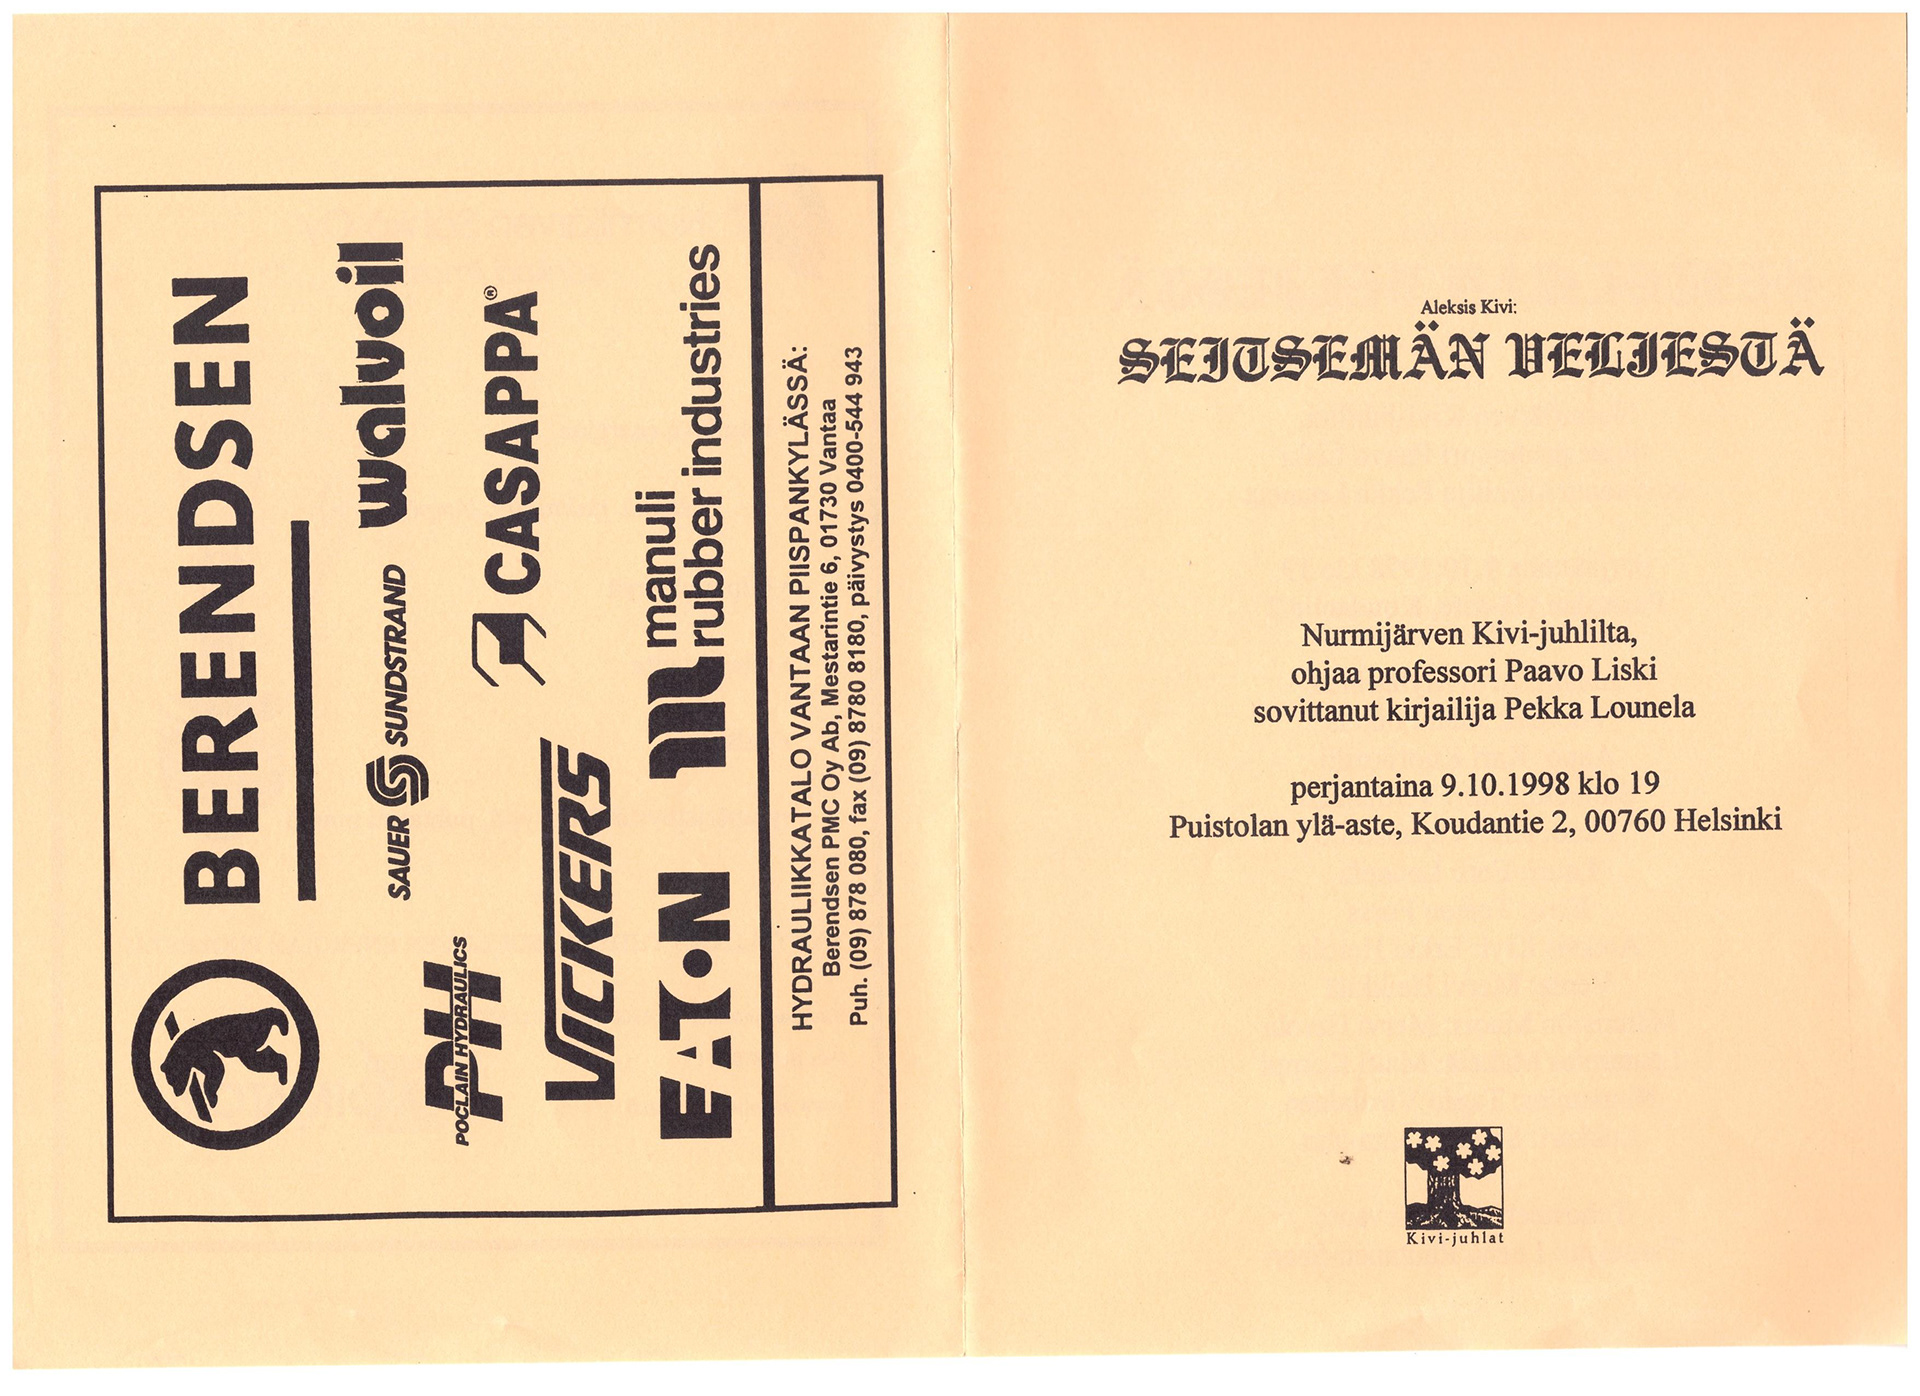 BERENDSEN
SAUER SUNDSTRAND
walvoil
POCLAIN HYDRAULICS
PH
CASAPPA®
VICKERS
manuli
rubber industries
EATON
HYDRAULIIKKATALO VANTAAN PIISPANKYLÄSSÄ:
Berendsen PMC Oy Ab, Mestarintie 6, 01730 Vantaa
Puh. (09) 878 080, fax (09) 8780 8180, päivystys 0400-544 943
Aleksis Kivi:
SEITSEMÄN VELJESTÄ
Nurmijärven Kivi-juhlilta,
ohjaa professori Paavo Liski
sovittanut kirjailija Pekka Lounela
perjantaina 9.10.1998 klo 19
Puistolan ylä-aste, Koudantie 2, 00760 Helsinki
Kivi-juhlat